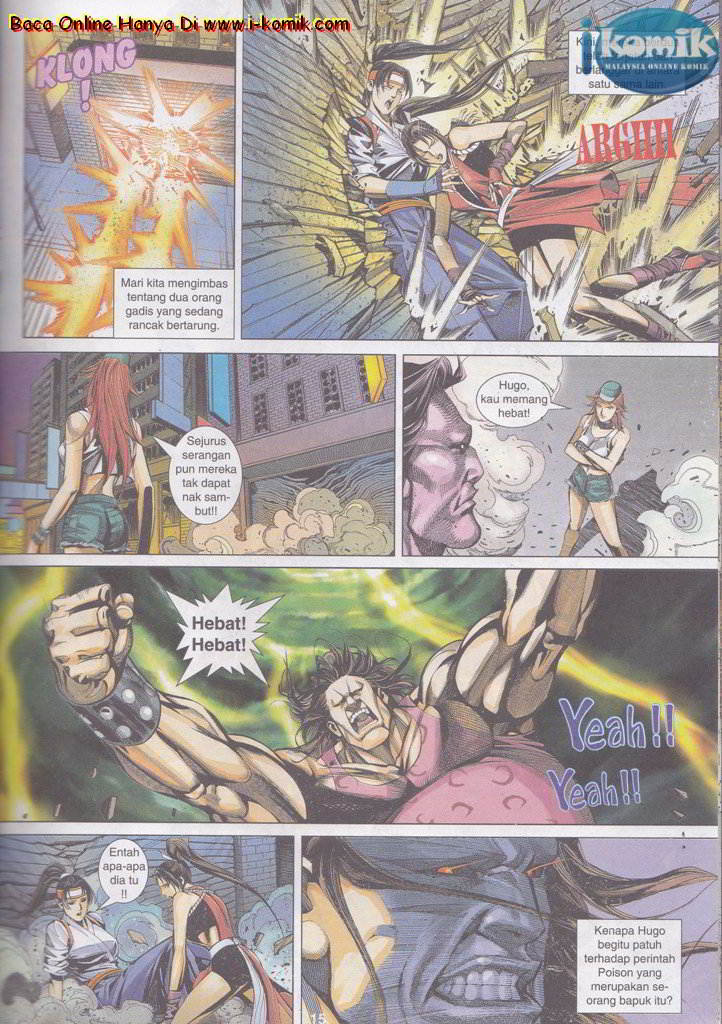 Baca Online Hanya Di www.i-komik.com
ikomik
MALAYSIA ONLINE KOMIK
KLONG
!
satu sama lain.
ARGHH
Mari kita mengimbas
tentang dua orang
gadis yang sedang
rancak bertarung.
Sejurus
serangan
pun mereka
tak dapat
nak sam-
but!!
Hugo,
kau memang
hebat!
Hebat!
Hebat!
Yeah!!
Yeah!!
Entah
apa-apa
dia tu
!!
Kenapa Hugo
begitu patuh
terhadap perintah
Poison yang
merupakan se-
orang bapuk itu?
15